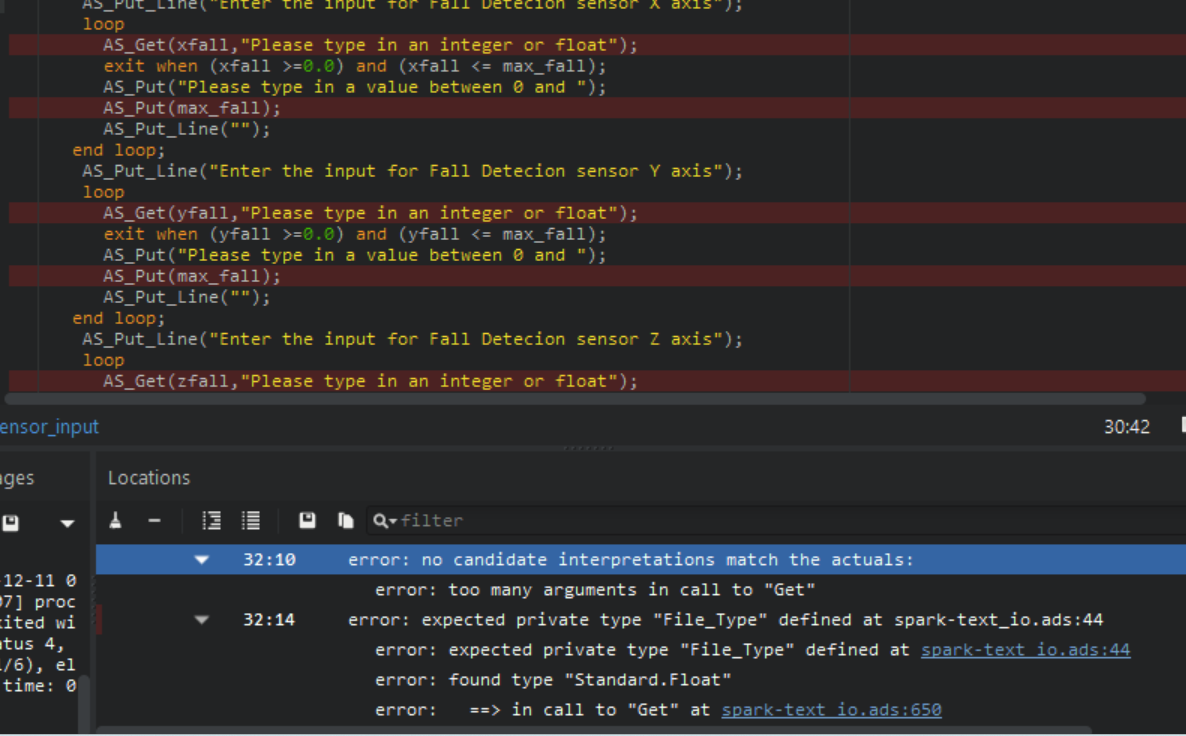 AS_Put_Line("Enter the input for Fall Detecion sensor X axis");
loop
AS_Get(xfall,"Please type in an integer or float");
exit when (xfall >=0.0) and (xfall <= max_fall);
AS_Put("Please type in a value between 0 and ");
AS_Put(max_fall);
AS_Put_Line("");
end loop;
AS_Put_Line("Enter the input for Fall Detecion sensor Y axis");
loop
AS_Get(yfall,"Please type in an integer or float");
exit when (yfall >=0.0) and (yfall <= max_fall);
AS_Put("Please type in a value between 0 and ");
AS_Put(max_fall);
AS_Put_Line("");
end loop;
AS_Put_Line("Enter the input for Fall Detecion sensor Z axis");
loop
AS_Get(zfall,"Please type in an integer or float");
ensor_input 30:42
ges Locations
filter
32:10 error: no candidate interpretations match the actuals:
-12-11 0
error: too many arguments in call to "Get"
97] proc
32:14 error: expected private type "File_Type" defined at spark-text_io.ads:44
xited wi
atus 4,
error: expected private type "File_Type" defined at spark-text_io.ads:44
/6), el
error: found type "Standard.Float"
time: 0
error: ==> in call to "Get" at spark-text_io.ads:650